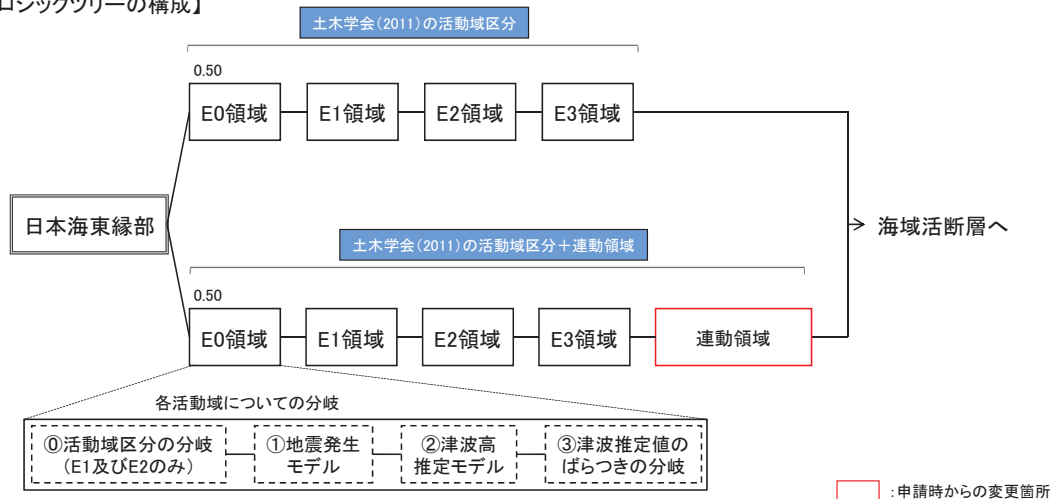 ロジックツリーの構成】
土木学会(2011)の活動域区分
0.50
E0領域
E1領域
E2領域
E3領域
日本海東縁部
海域活断層へ
土木学会(2011)の活動域区分+連動領域
0.50
E0領域
E1領域
E2領域
E3領域
連動領域
各活動域についての分岐
⓪活動域区分の分岐
(E1及びE2のみ)
①地震発生
モデル
②津波高
推定モデル
③津波推定値の
ばらつきの分岐
:申請時からの変更箇所